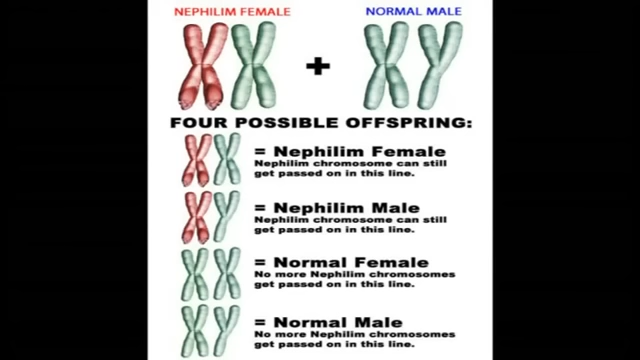 NEPHILIM FEMALE
NORMAL MALE
+
FOUR POSSIBLE OFFSPRING:
= Nephilim Female
Nephilim chromosome can still
get passed on in this line.
= Nephilim Male
Nephilim chromosome can still
get passed on in this line.
= Normal Female
No more Nephilim chromosomes
get passed on in this line.
= Normal Male
No more Nephilim chromosomes
get passed on in this line.